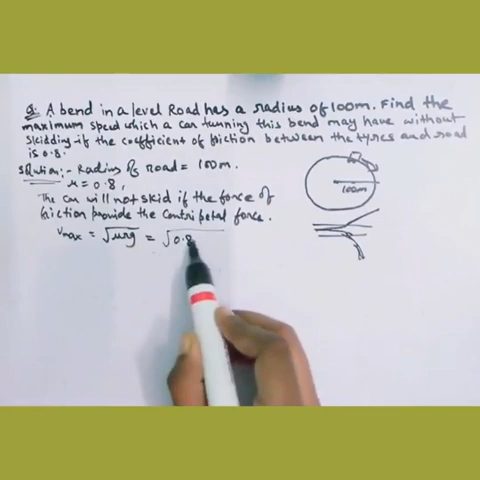 Q:- A bend in a level Road has a radius of 100m. Find the
maximum speed which a car turning this bend may have without
skidding if the coefficient of friction between the tyres and road
is 0.8.
Solution:- Radius of road = 100m.
μ = 0.8,
The car will not skid if the force of
friction provide the centripetal force.
Vmax = √μrg = √0.8
100m